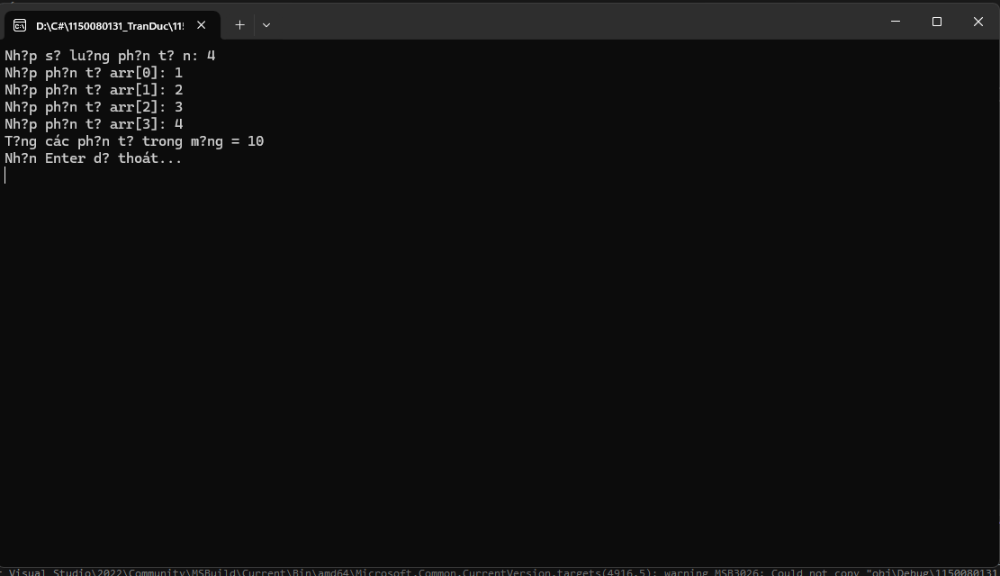 D:\C#\1150080131_TranDuc\11!
Nh?p s? lu?ng ph?n t? n: 4
Nh?p ph?n t? arr[0]: 1
Nh?p ph?n t? arr[1]: 2
Nh?p ph?n t? arr[2]: 3
Nh?p ph?n t? arr[3]: 4
T?ng các ph?n t? trong m?ng = 10
Nh?n Enter d? thoát...
Visual Studio\2022\Community\MSBuild\Current\Bin\amd64\Microsoft.Common.CurrentVersion.targets(4916,5): warning MSB3026: Could not copy "obj\Debug\1150080131